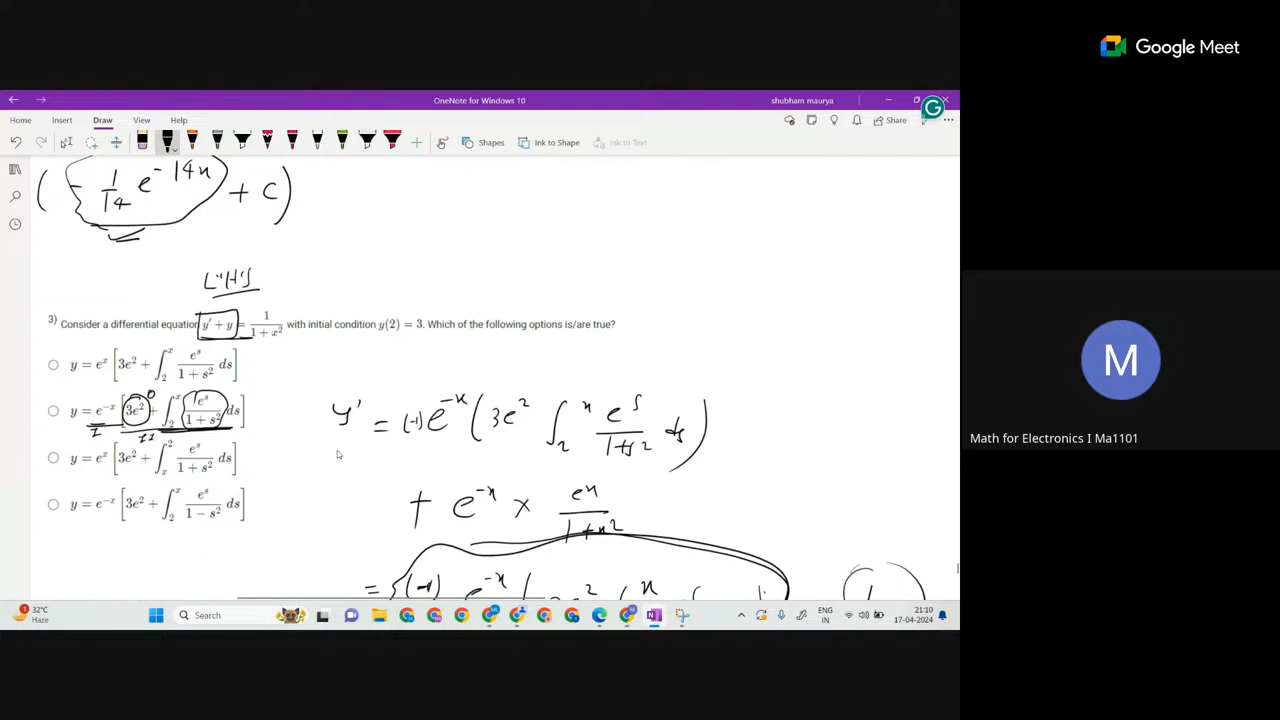 Google Meet
OneNote for Windows 10
shubham maurya
Home Insert Draw View Help
Share
Shapes Ink to Shape Ink to Text
( - 1/14 e^-14x + C )
L.H.S
3) Consider a differential equation y′ + y = 1/(1 + x²) with initial condition y(2) = 3. Which of the following options is/are true?
y = e^x [3e² + ∫_2^x e^s/(1 + s²) ds]
y = e^-x [3e² + ∫_2^x e^s/(1 + s²) ds]
0
I II
y = e^x [3e² + ∫_x^2 e^s/(1 + s²) ds]
y = e^-x [3e² + ∫_2^x e^s/(1 − s²) ds]
y' = (-1) e^-x ( 3e² ∫_2^x e^s/(1+s²) ds )
+ e^-x × e^x/(1+x²)
= (-1) e^-x
M
Math for Electronics I Ma1101
1
32°C
Haze
Search
ENG
IN
21:10
17-04-2024